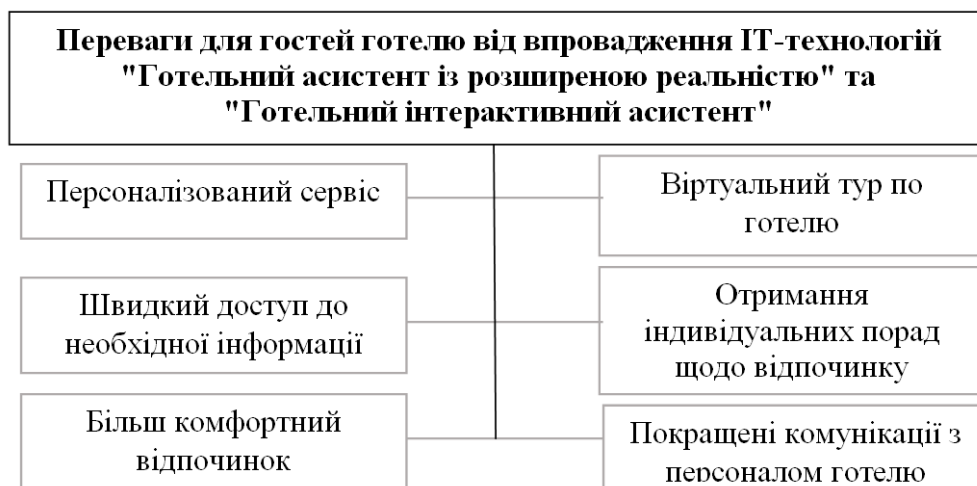 Переваги для гостей готелю від впровадження ІТ-технологій
"Готельний асистент із розширеною реальністю" та
"Готельний інтерактивний асистент"
Персоналізований сервіс
Віртуальний тур по
готелю
Швидкий доступ до
необхідної інформації
Отримання
індивідуальних порад
щодо відпочинку
Більш комфортний
відпочинок
Покращені комунікації з
персоналом готелю